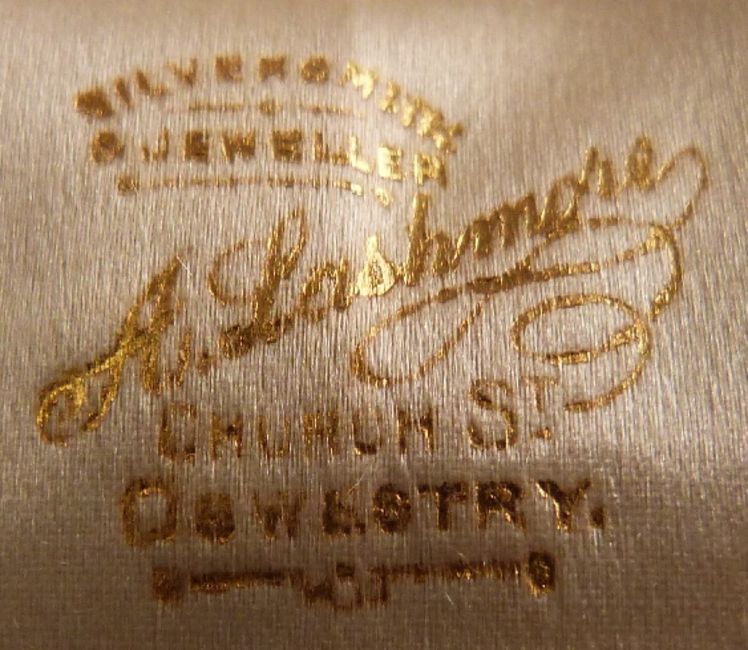 SILVERSMITH
& JEWELLER
A. Lashmore
CHURCH ST.
OSWESTRY.